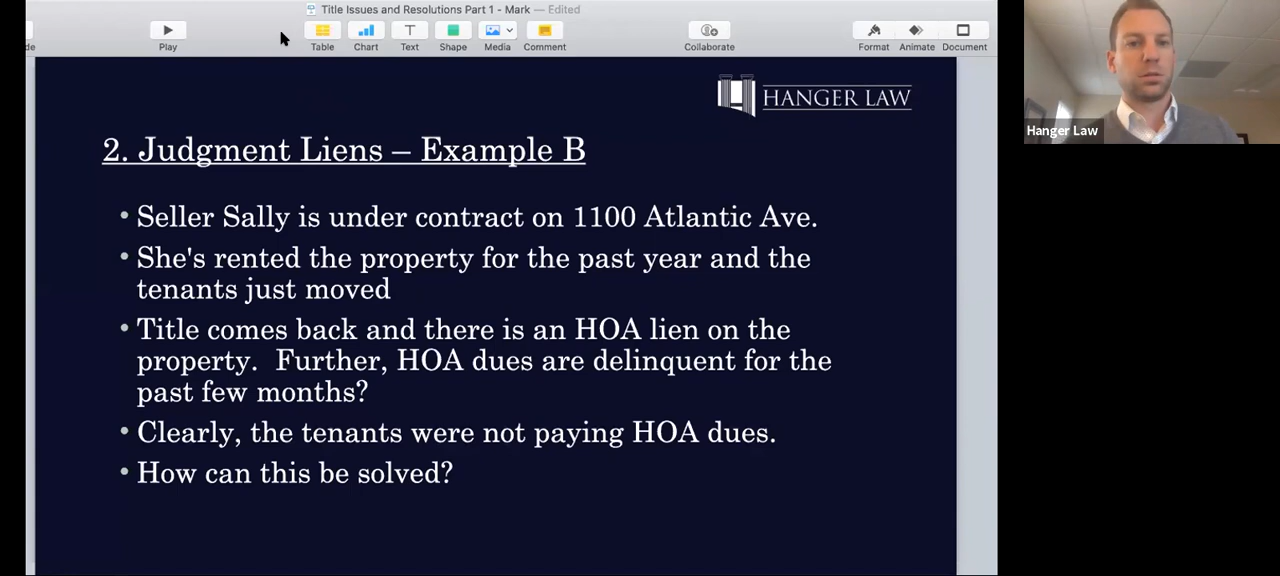 Title Issues and Resolutions Part 1 - Mark — Edited
de
Play
Table
Chart
Text
Shape
Media
Comment
Collaborate
Format
Animate
Document
HANGER LAW
Hanger Law
2. Judgment Liens – Example B
• Seller Sally is under contract on 1100 Atlantic Ave.
• She's rented the property for the past year and the
tenants just moved
• Title comes back and there is an HOA lien on the
property.  Further, HOA dues are delinquent for the
past few months?
• Clearly, the tenants were not paying HOA dues.
• How can this be solved?